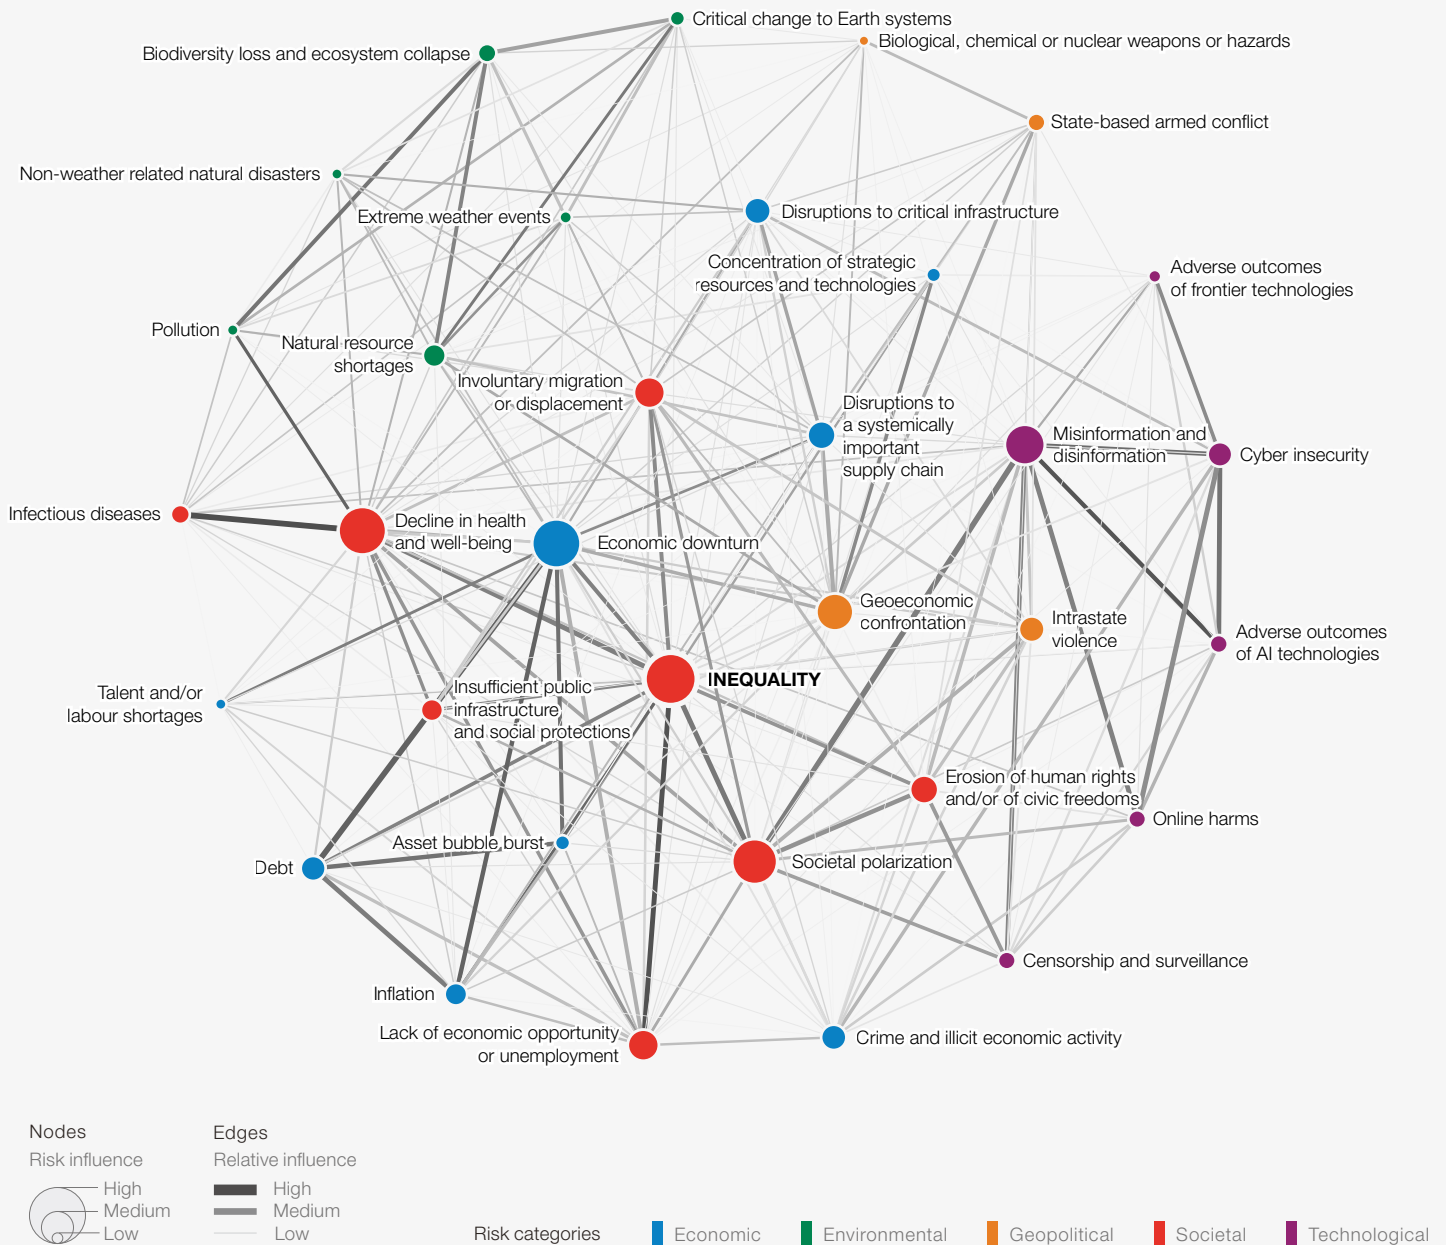 Critical change to Earth systems
Biological, chemical or nuclear weapons or hazards
Biodiversity loss and ecosystem collapse
State-based armed conflict
Non-weather related natural disasters
Extreme weather events
Disruptions to critical infrastructure
Concentration of strategic
resources and technologies
Adverse outcomes
of frontier technologies
Pollution
Natural resource
shortages
Involuntary migration
or displacement
Disruptions to
a systemically
important
supply chain
Misinformation and
disinformation
Cyber insecurity
Infectious diseases
Decline in health
and well-being
Economic downturn
Geoeconomic
confrontation
Intrastate
violence
Adverse outcomes
of AI technologies
INEQUALITY
Talent and/or
labour shortages
Insufficient public
infrastructure
and social protections
Erosion of human rights
and/or of civic freedoms
Online harms
Asset bubble burst
Debt
Societal polarization
Censorship and surveillance
Inflation
Lack of economic opportunity
or unemployment
Crime and illicit economic activity
Nodes
Risk influence
High
Medium
Low
Edges
Relative influence
High
Medium
Low
Risk categories
Economic
Environmental
Geopolitical
Societal
Technological